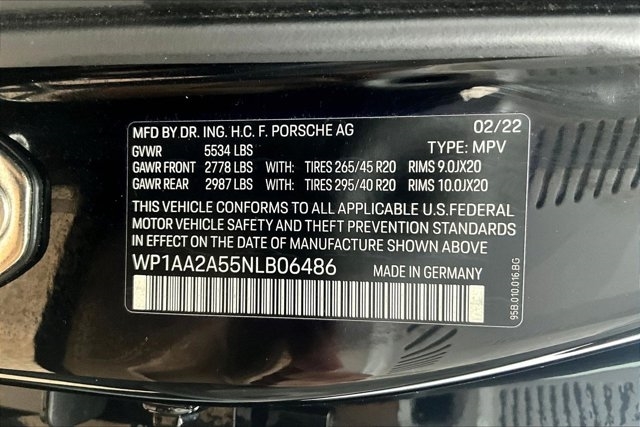 MFD BY DR. ING. H.C. F. PORSCHE AG 02/22
GVWR 5534 LBS TYPE: MPV
GAWR FRONT 2778 LBS WITH: TIRES 265/45 R20 RIMS 9.0JX20
GAWR REAR 2987 LBS WITH: TIRES 295/40 R20 RIMS 10.0JX20
THIS VEHICLE CONFORMS TO ALL APPLICABLE U.S.FEDERAL
MOTOR VEHICLE SAFETY AND THEFT PREVENTION STANDARDS
IN EFFECT ON THE DATE OF MANUFACTURE SHOWN ABOVE
WP1AA2A55NLB06486 MADE IN GERMANY
95B.010.016.BG